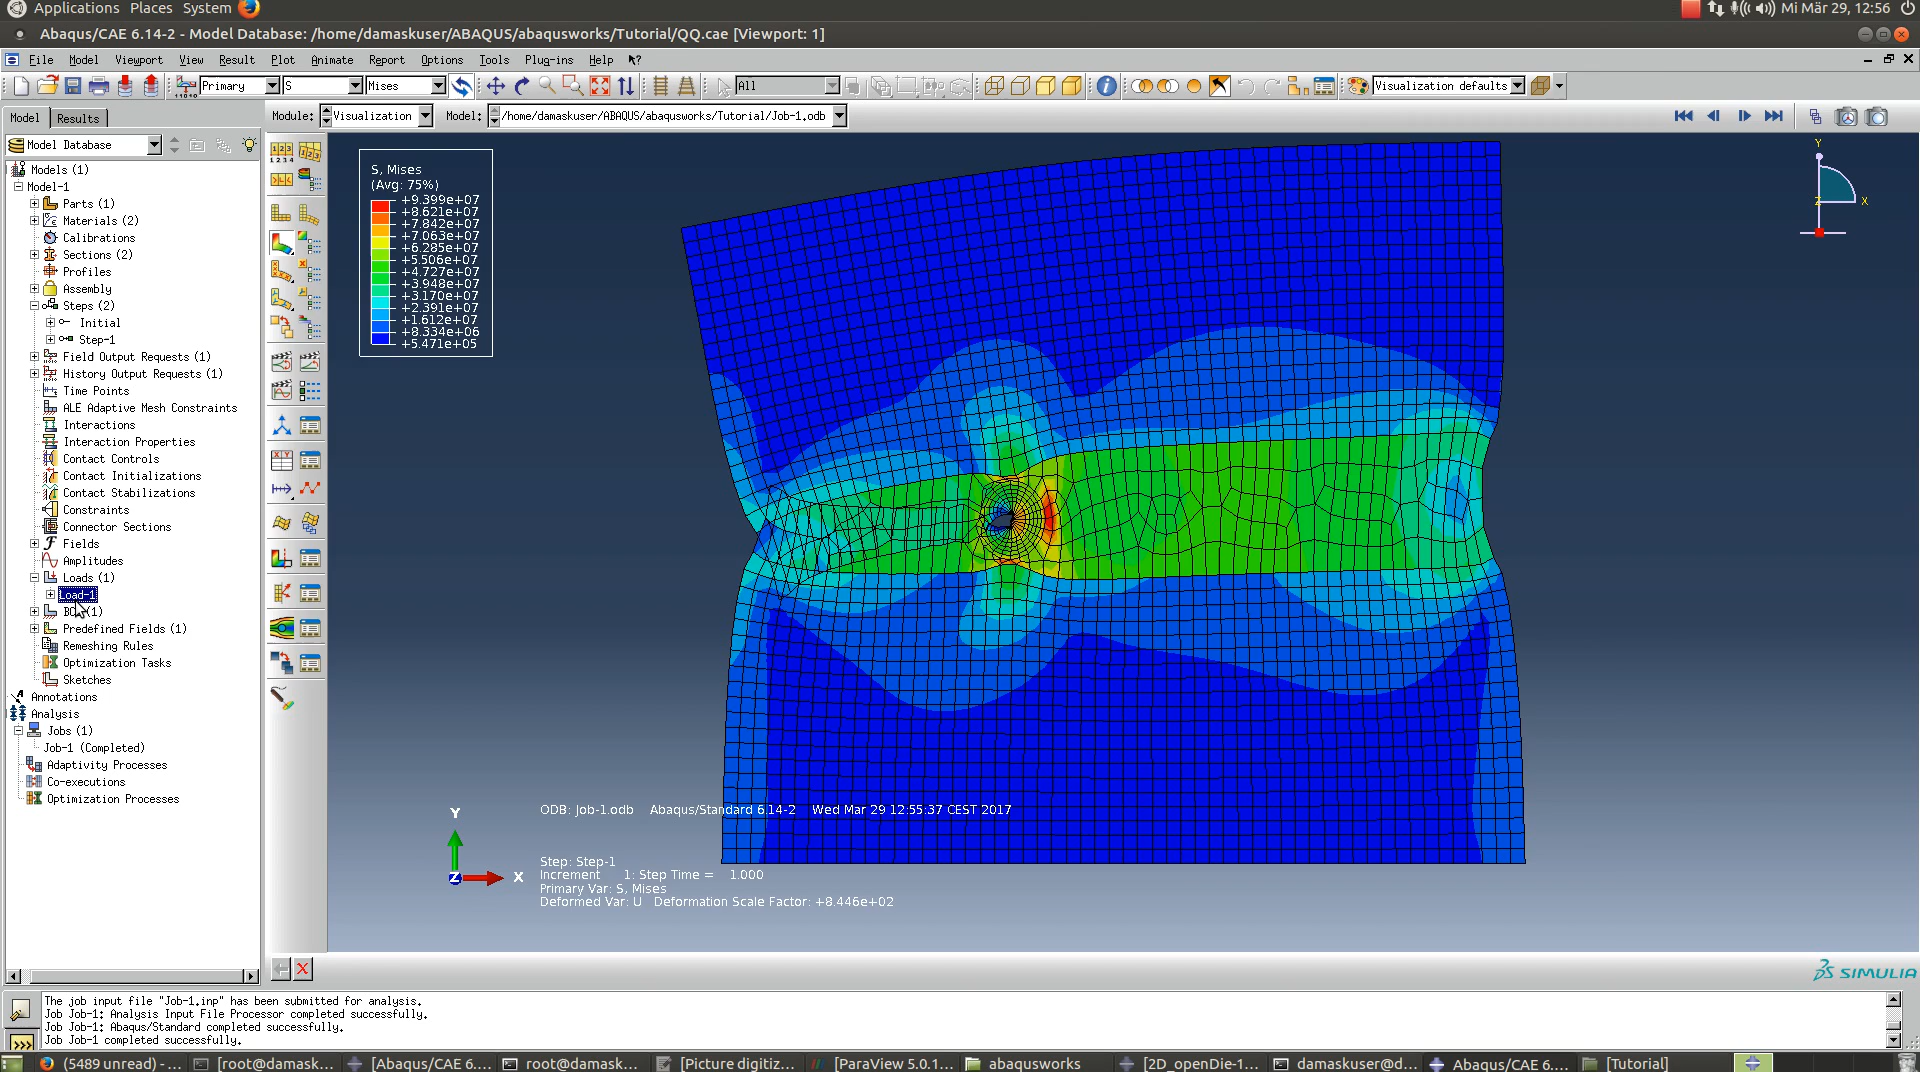 Applications Places System Mi Mär 29, 12:56
Abaqus/CAE 6.14-2 - Model Database: /home/damaskuser/ABAQUS/abaqusworks/Tutorial/QQ.cae [Viewport: 1]
File Model Viewport View Result Plot Animate Report Options Tools Plug-ins Help
Primary S Mises All Visualization defaults
Model Results Module: Visualization Model: /home/damaskuser/ABAQUS/abaqusworks/Tutorial/Job-1.odb
Model Database
Models (1)
Model-1
Parts (1)
Materials (2)
Calibrations
Sections (2)
Profiles
Assembly
Steps (2)
Initial
Step-1
Field Output Requests (1)
History Output Requests (1)
Time Points
ALE Adaptive Mesh Constraints
Interactions
Interaction Properties
Contact Controls
Contact Initializations
Contact Stabilizations
Constraints
Connector Sections
Fields
Amplitudes
Loads (1)
Load-1
(1)
Predefined Fields (1)
Remeshing Rules
Optimization Tasks
Sketches
Annotations
Analysis
Jobs (1)
Job-1 (Completed)
Adaptivity Processes
Co-executions
Optimization Processes
S, Mises
(Avg: 75%)
+9.399e+07
+8.621e+07
+7.842e+07
+7.063e+07
+6.285e+07
+5.506e+07
+4.727e+07
+3.948e+07
+3.170e+07
+2.391e+07
+1.612e+07
+8.334e+06
+5.471e+05
Y
X
Z
Y
X
Z
ODB: Job-1.odb Abaqus/Standard 6.14-2 Wed Mar 29 12:55:37 CEST 2017
Step: Step-1
Increment 1: Step Time = 1.000
Primary Var: S, Mises
Deformed Var: U Deformation Scale Factor: +8.446e+02
SIMULIA
The job input file "Job-1.inp" has been submitted for analysis.
Job Job-1: Analysis Input File Processor completed successfully.
Job Job-1: Abaqus/Standard completed successfully.
Job Job-1 completed successfully.
(5489 unread) - ... [root@damask... [Abaqus/CAE 6.... root@damask... [Picture digitiz... [ParaView 5.0.1... abaqusworks [2D_openDie-1... damaskuser@d... Abaqus/CAE 6.... [Tutorial]